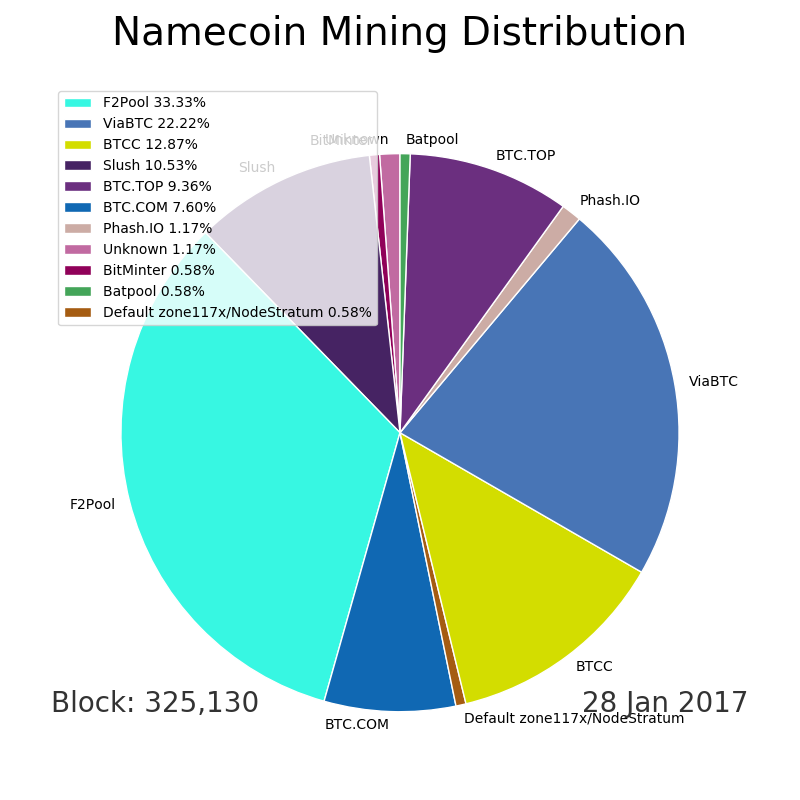 Namecoin Mining Distribution
F2Pool 33.33%
ViaBTC 22.22%
BTCC 12.87%
Slush 10.53%
BTC.TOP 9.36%
BTC.COM 7.60%
Phash.IO 1.17%
Unknown 1.17%
BitMinter 0.58%
Batpool 0.58%
Default zone117x/NodeStratum 0.58%
BitMinter
Unknown
Batpool
BTC.TOP
Slush
Phash.IO
ViaBTC
F2Pool
BTCC
Block: 325,130
28 Jan 2017
Default zone117x/NodeStratum
BTC.COM